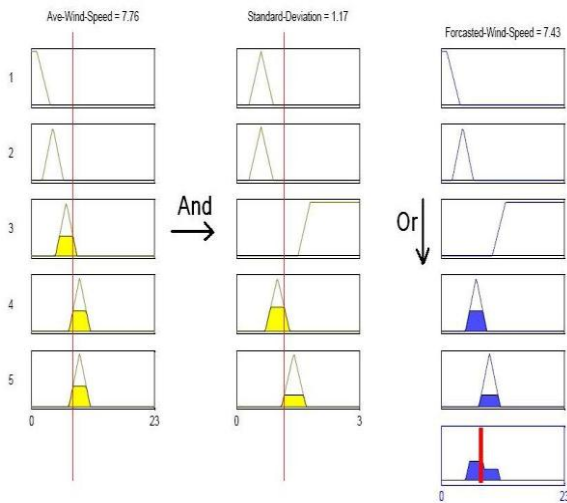 Ave-Wind-Speed = 7.76
Standard-Deviation = 1.17
Forcasted-Wind-Speed = 7.43
1
2
3
And
Or
4
5
0 23
0 3
0 23